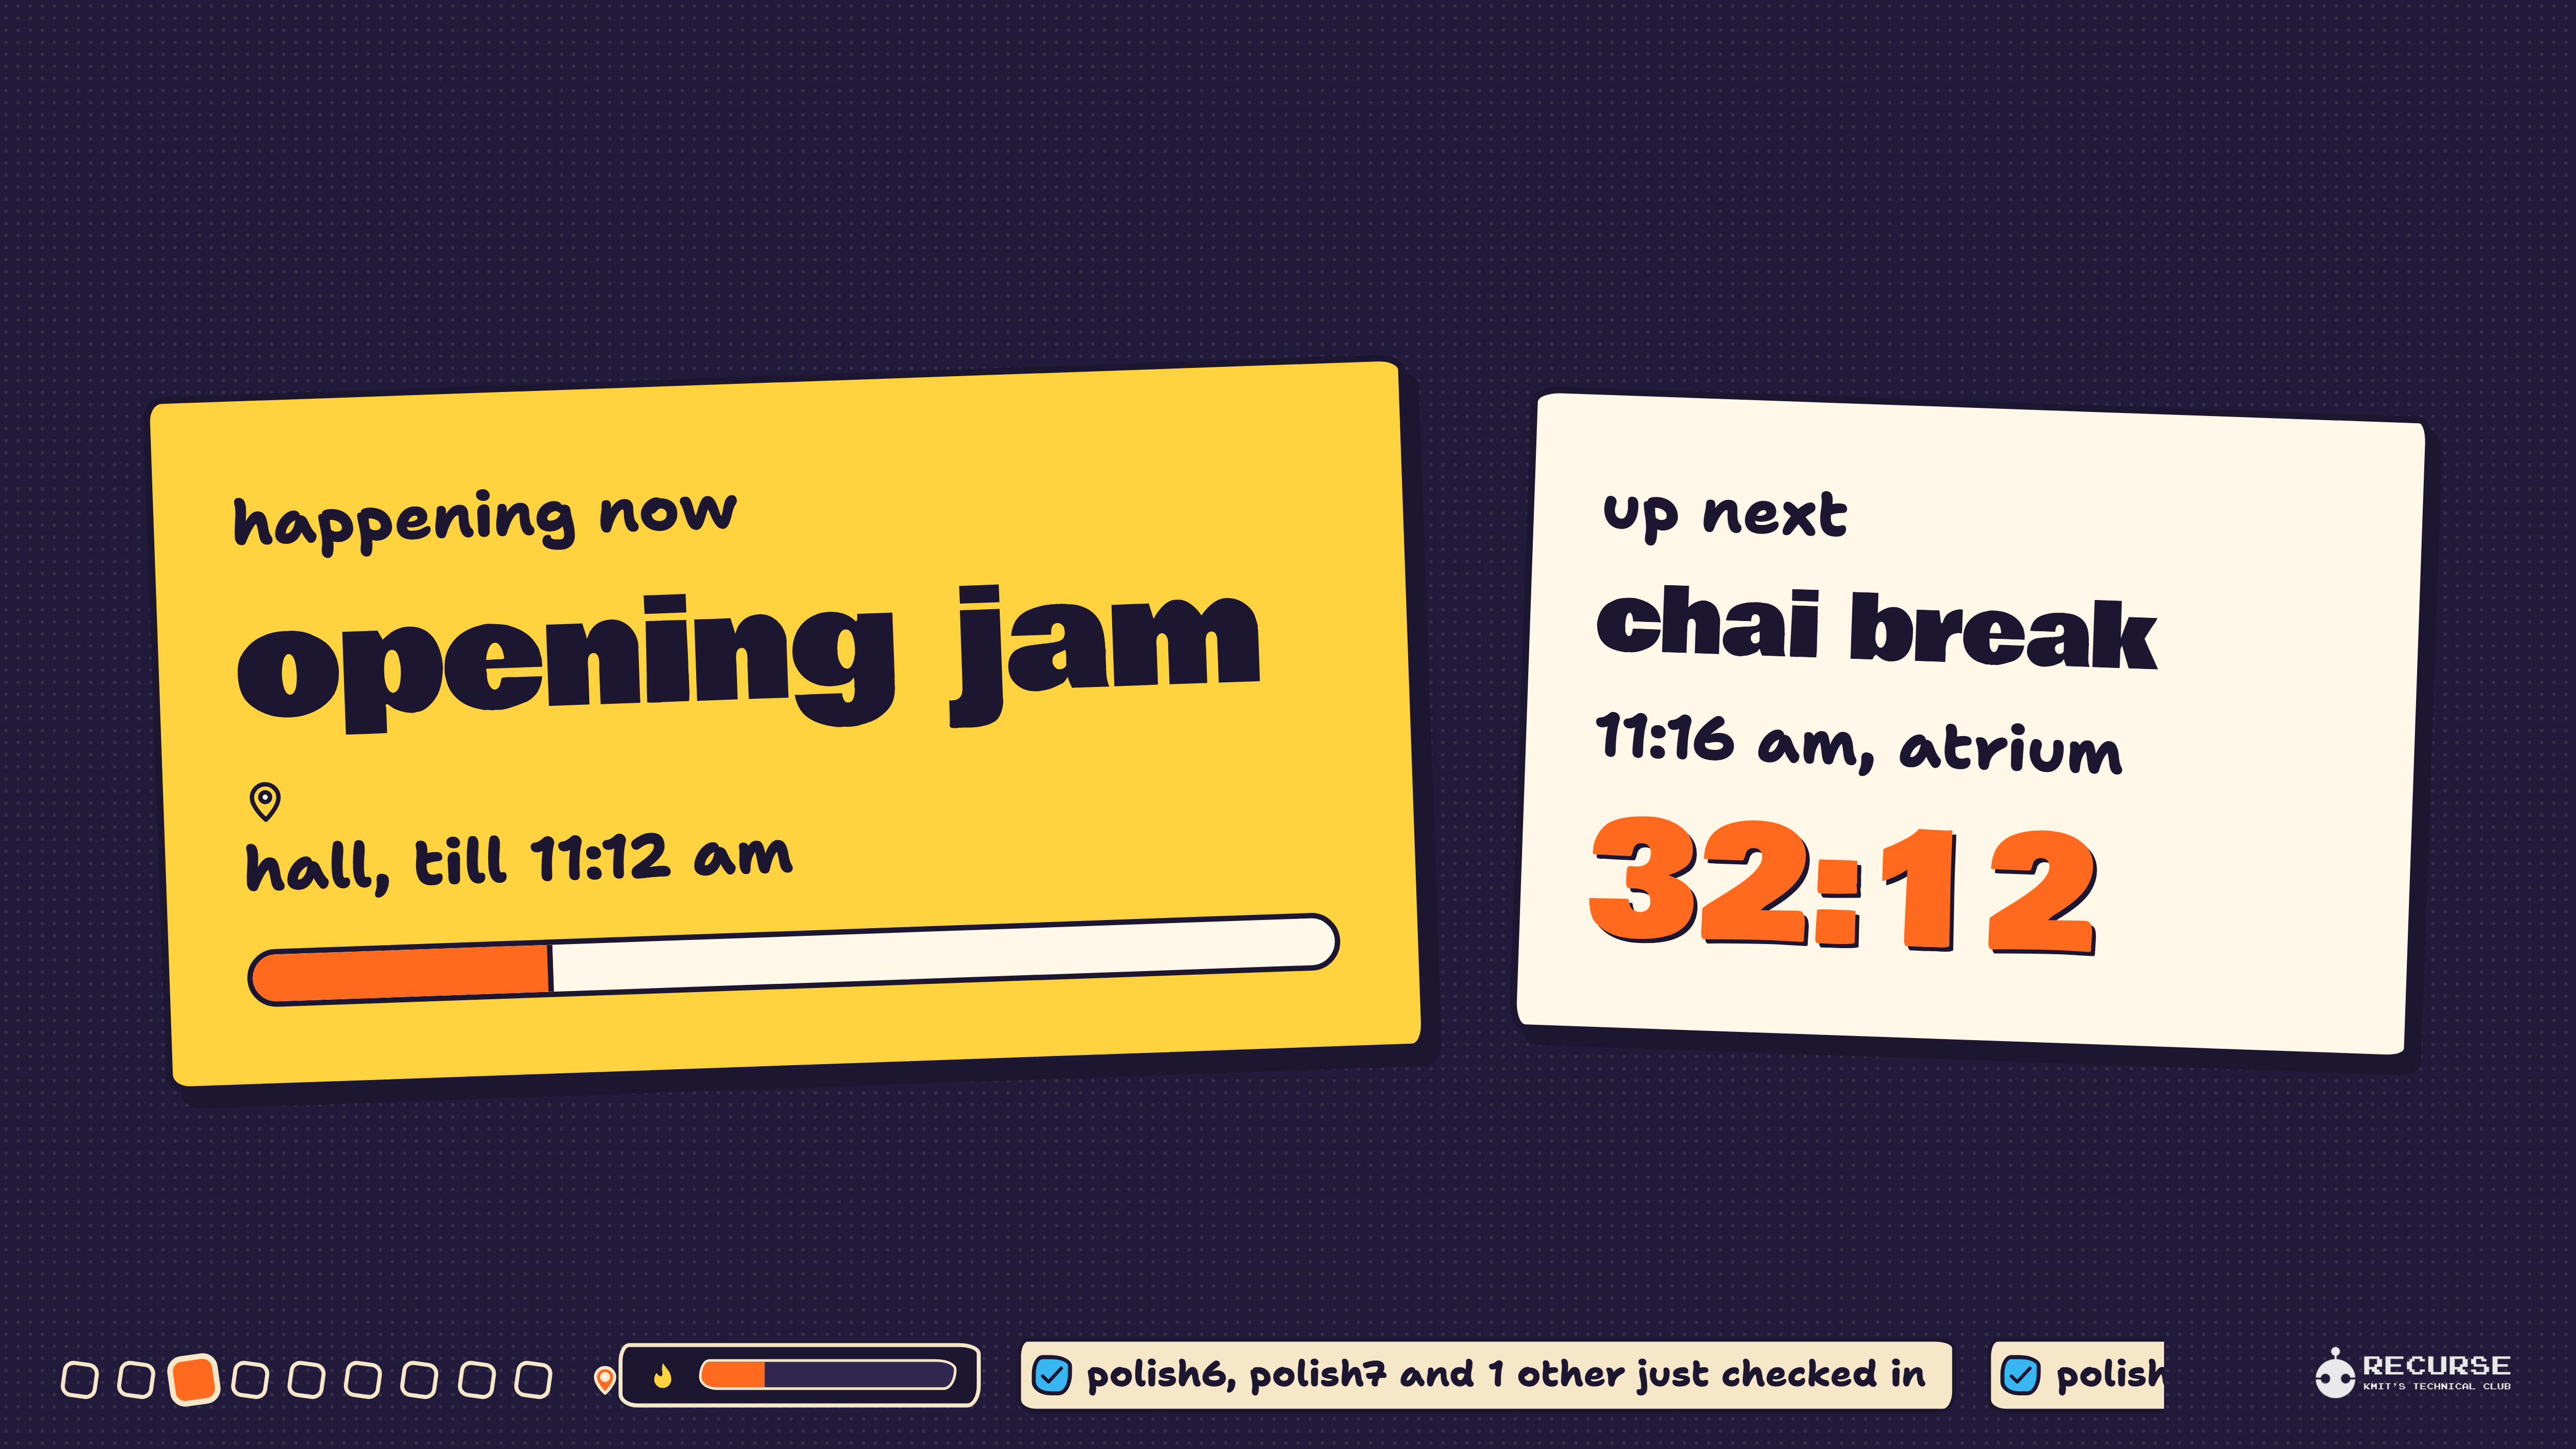 happening now
opening jam
hall, till 11:12 am
up next
chai break
11:16 am, atrium
32:12
polish6, polish7 and 1 other just checked in
polish
RECURSE
KMIT'S TECHNICAL CLUB